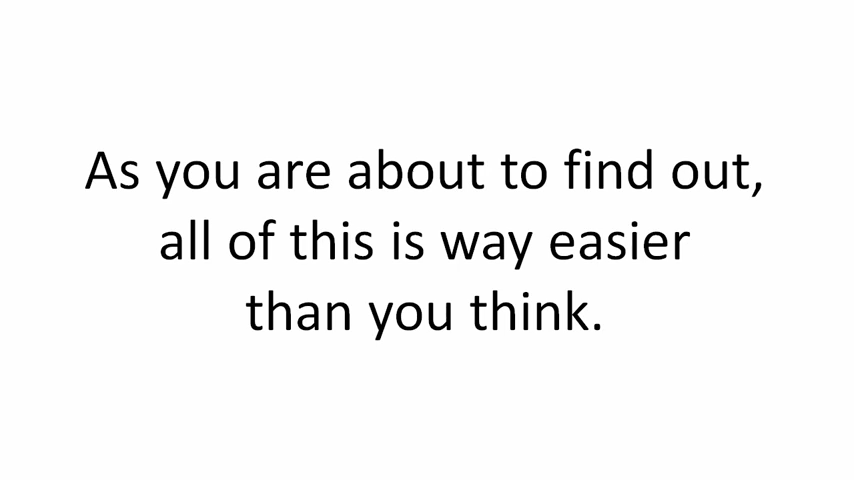 As you are about to find out,
all of this is way easier
than you think.